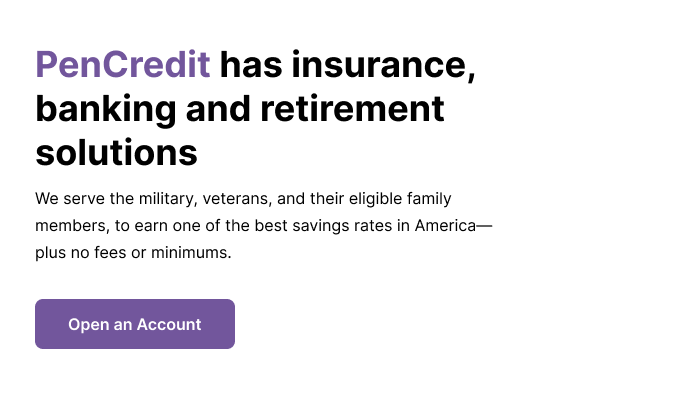 PenCredit has insurance,
banking and retirement
solutions
We serve the military, veterans, and their eligible family
members, to earn one of the best savings rates in America—
plus no fees or minimums.
Open an Account